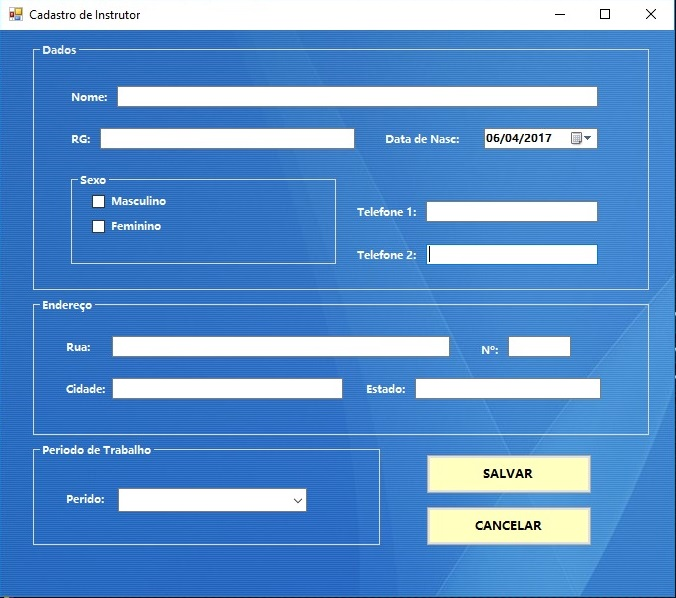 Cadastro de Instrutor
Dados
Nome:
RG:
Data de Nasc: 06/04/2017
Sexo
Masculino
Feminino
Telefone 1:
Telefone 2:
Endereço
Rua:
Nº:
Cidade:
Estado:
Periodo de Trabalho
Perido:
SALVAR
CANCELAR